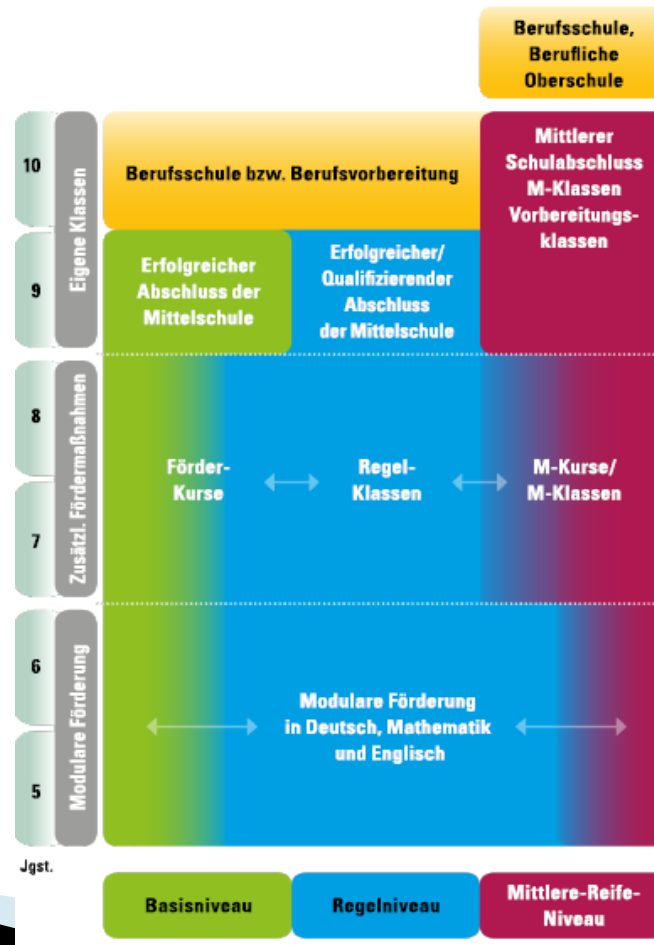 Berufsschule,
Berufliche
Oberschule
10
Eigene Klassen
Berufsschule bzw. Berufsvorbereitung
Mittlerer
Schulabschluss
M-Klassen
Vorbereitungs-
klassen
9
Erfolgreicher
Abschluss der
Mittelschule
Erfolgreicher/
Qualifizierender
Abschluss
der Mittelschule
8
Zusätzl. Fördermaßnahmen
Förder-
Kurse
Regel-
Klassen
M-Kurse/
M-Klassen
7
6
Modulare Förderung
Modulare Förderung
in Deutsch, Mathematik
und Englisch
5
Jgst.
Basisniveau
Regelniveau
Mittlere-Reife-
Niveau